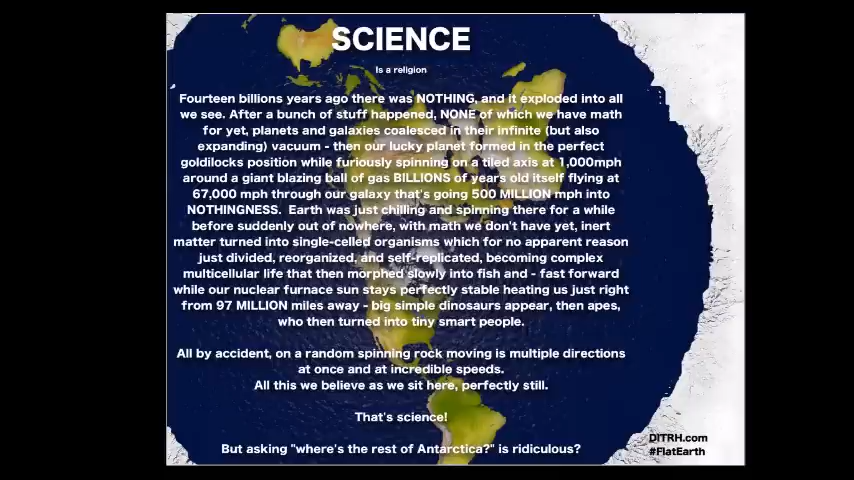 SCIENCE
Is a religion
Fourteen billions years ago there was NOTHING, and it exploded into all
we see. After a bunch of stuff happened, NONE of which we have math
for yet, planets and galaxies coalesced in their infinite (but also
expanding) vacuum - then our lucky planet formed in the perfect
goldilocks position while furiously spinning on a tiled axis at 1,000mph
around a giant blazing ball of gas BILLIONS of years old itself flying at
67,000 mph through our galaxy that's going 500 MILLION mph into
NOTHINGNESS. Earth was just chilling and spinning there for a while
before suddenly out of nowhere, with math we don't have yet, inert
matter turned into single-celled organisms which for no apparent reason
just divided, reorganized, and self-replicated, becoming complex
multicellular life that then morphed slowly into fish and - fast forward
while our nuclear furnace sun stays perfectly stable heating us just right
from 97 MILLION miles away - big simple dinosaurs appear, then apes,
who then turned into tiny smart people.
All by accident, on a random spinning rock moving is multiple directions
at once and at incredible speeds.
All this we believe as we sit here, perfectly still.
That's science!
But asking "where's the rest of Antarctica?" is ridiculous?
DITRH.com
#FlatEarth